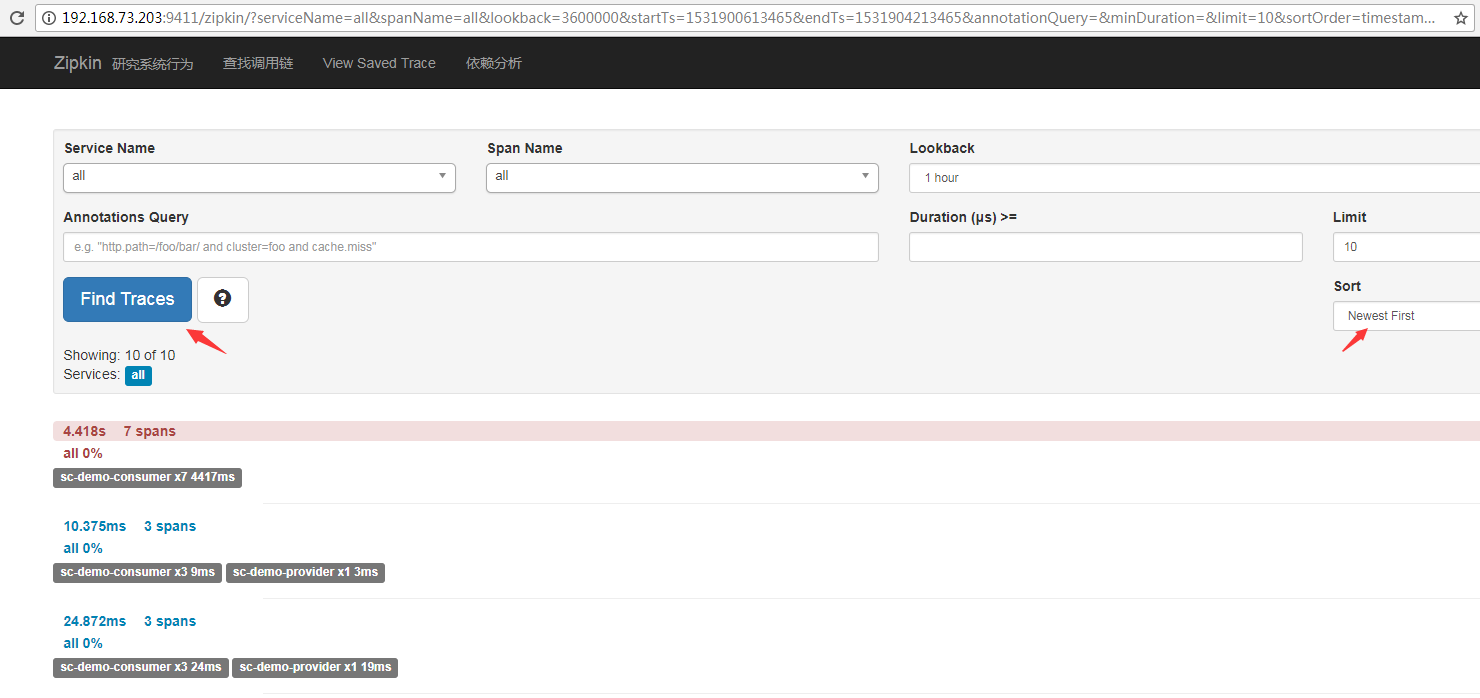 192.168.73.203:9411/zipkin/?serviceName=all&spanName=all&lookback=3600000&startTs=1531900613465&endTs=1531904213465&annotationQuery=&minDuration=&limit=10&sortOrder=timestam...
Zipkin 研究系统行为 查找调用链 View Saved Trace 依赖分析
Service Name Span Name Lookback
all all 1 hour
Annotations Query Duration (μs) >= Limit
e.g. "http.path=/foo/bar/ and cluster=foo and cache.miss" 10
Find Traces ?
Sort
Newest First
Showing: 10 of 10
Services: all
4.418s 7 spans
all 0%
sc-demo-consumer x7 4417ms
10.375ms 3 spans
all 0%
sc-demo-consumer x3 9ms sc-demo-provider x1 3ms
24.872ms 3 spans
all 0%
sc-demo-consumer x3 24ms sc-demo-provider x1 19ms